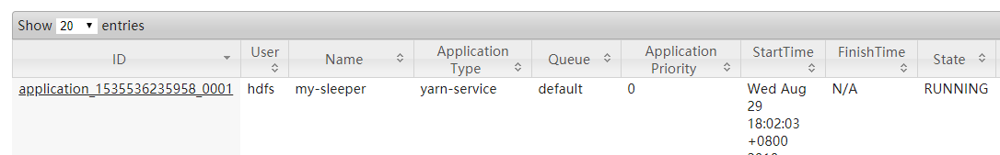 Show 20 entries
ID User Name Application Type Queue Application Priority StartTime FinishTime State
application_1535536235958_0001 hdfs my-sleeper yarn-service default 0 Wed Aug N/A RUNNING
29
18:02:03
+0800